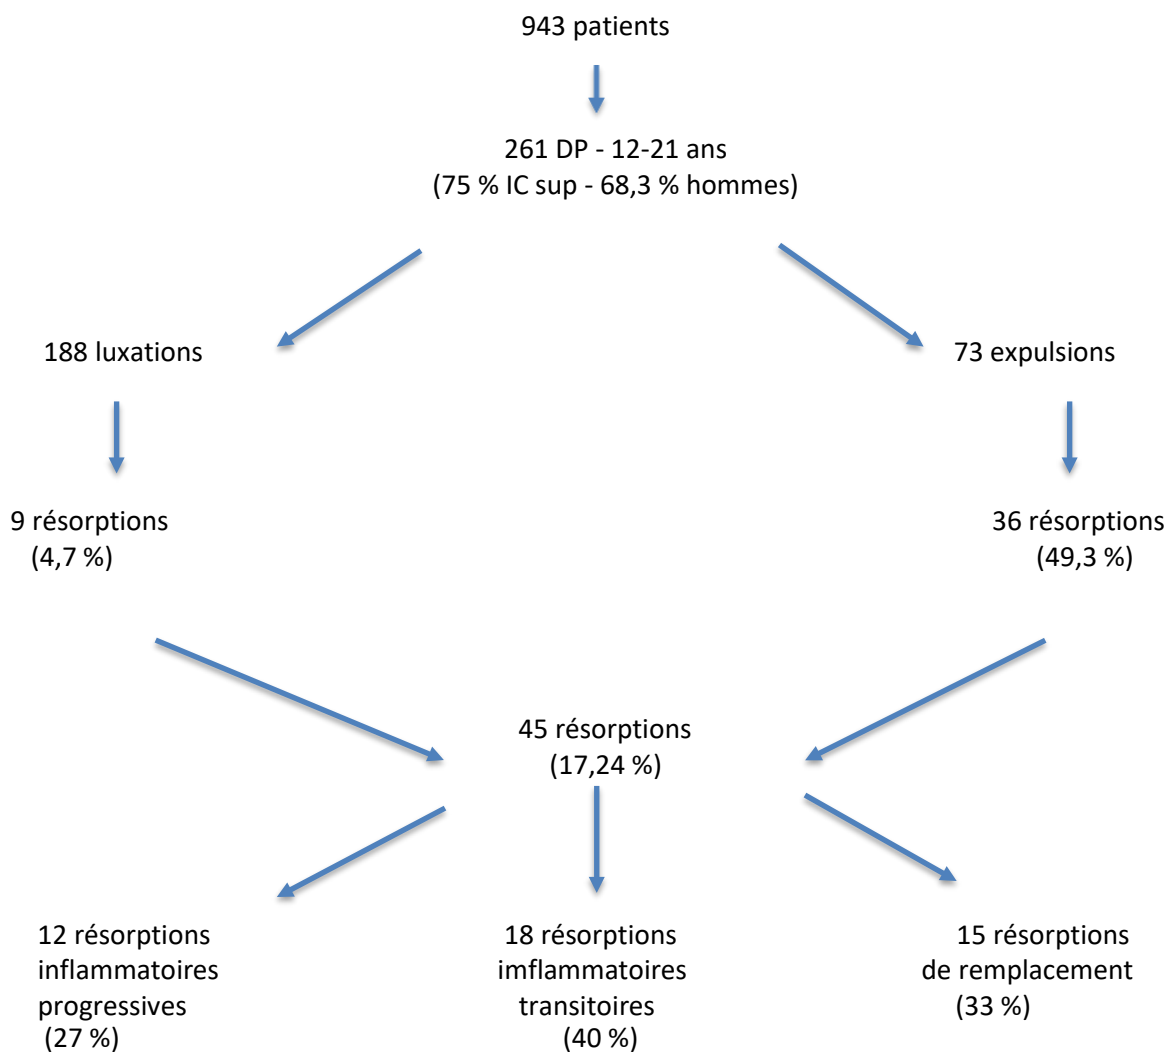 943 patients
261 DP - 12-21 ans
(75 % IC sup - 68,3 % hommes)
188 luxations
73 expulsions
9 résorptions
(4,7 %)
36 résorptions
(49,3 %)
45 résorptions
(17,24 %)
12 résorptions
inflammatoires
progressives
(27 %)
18 résorptions
imflammatoires
transitoires
(40 %)
15 résorptions
de remplacement
(33 %)